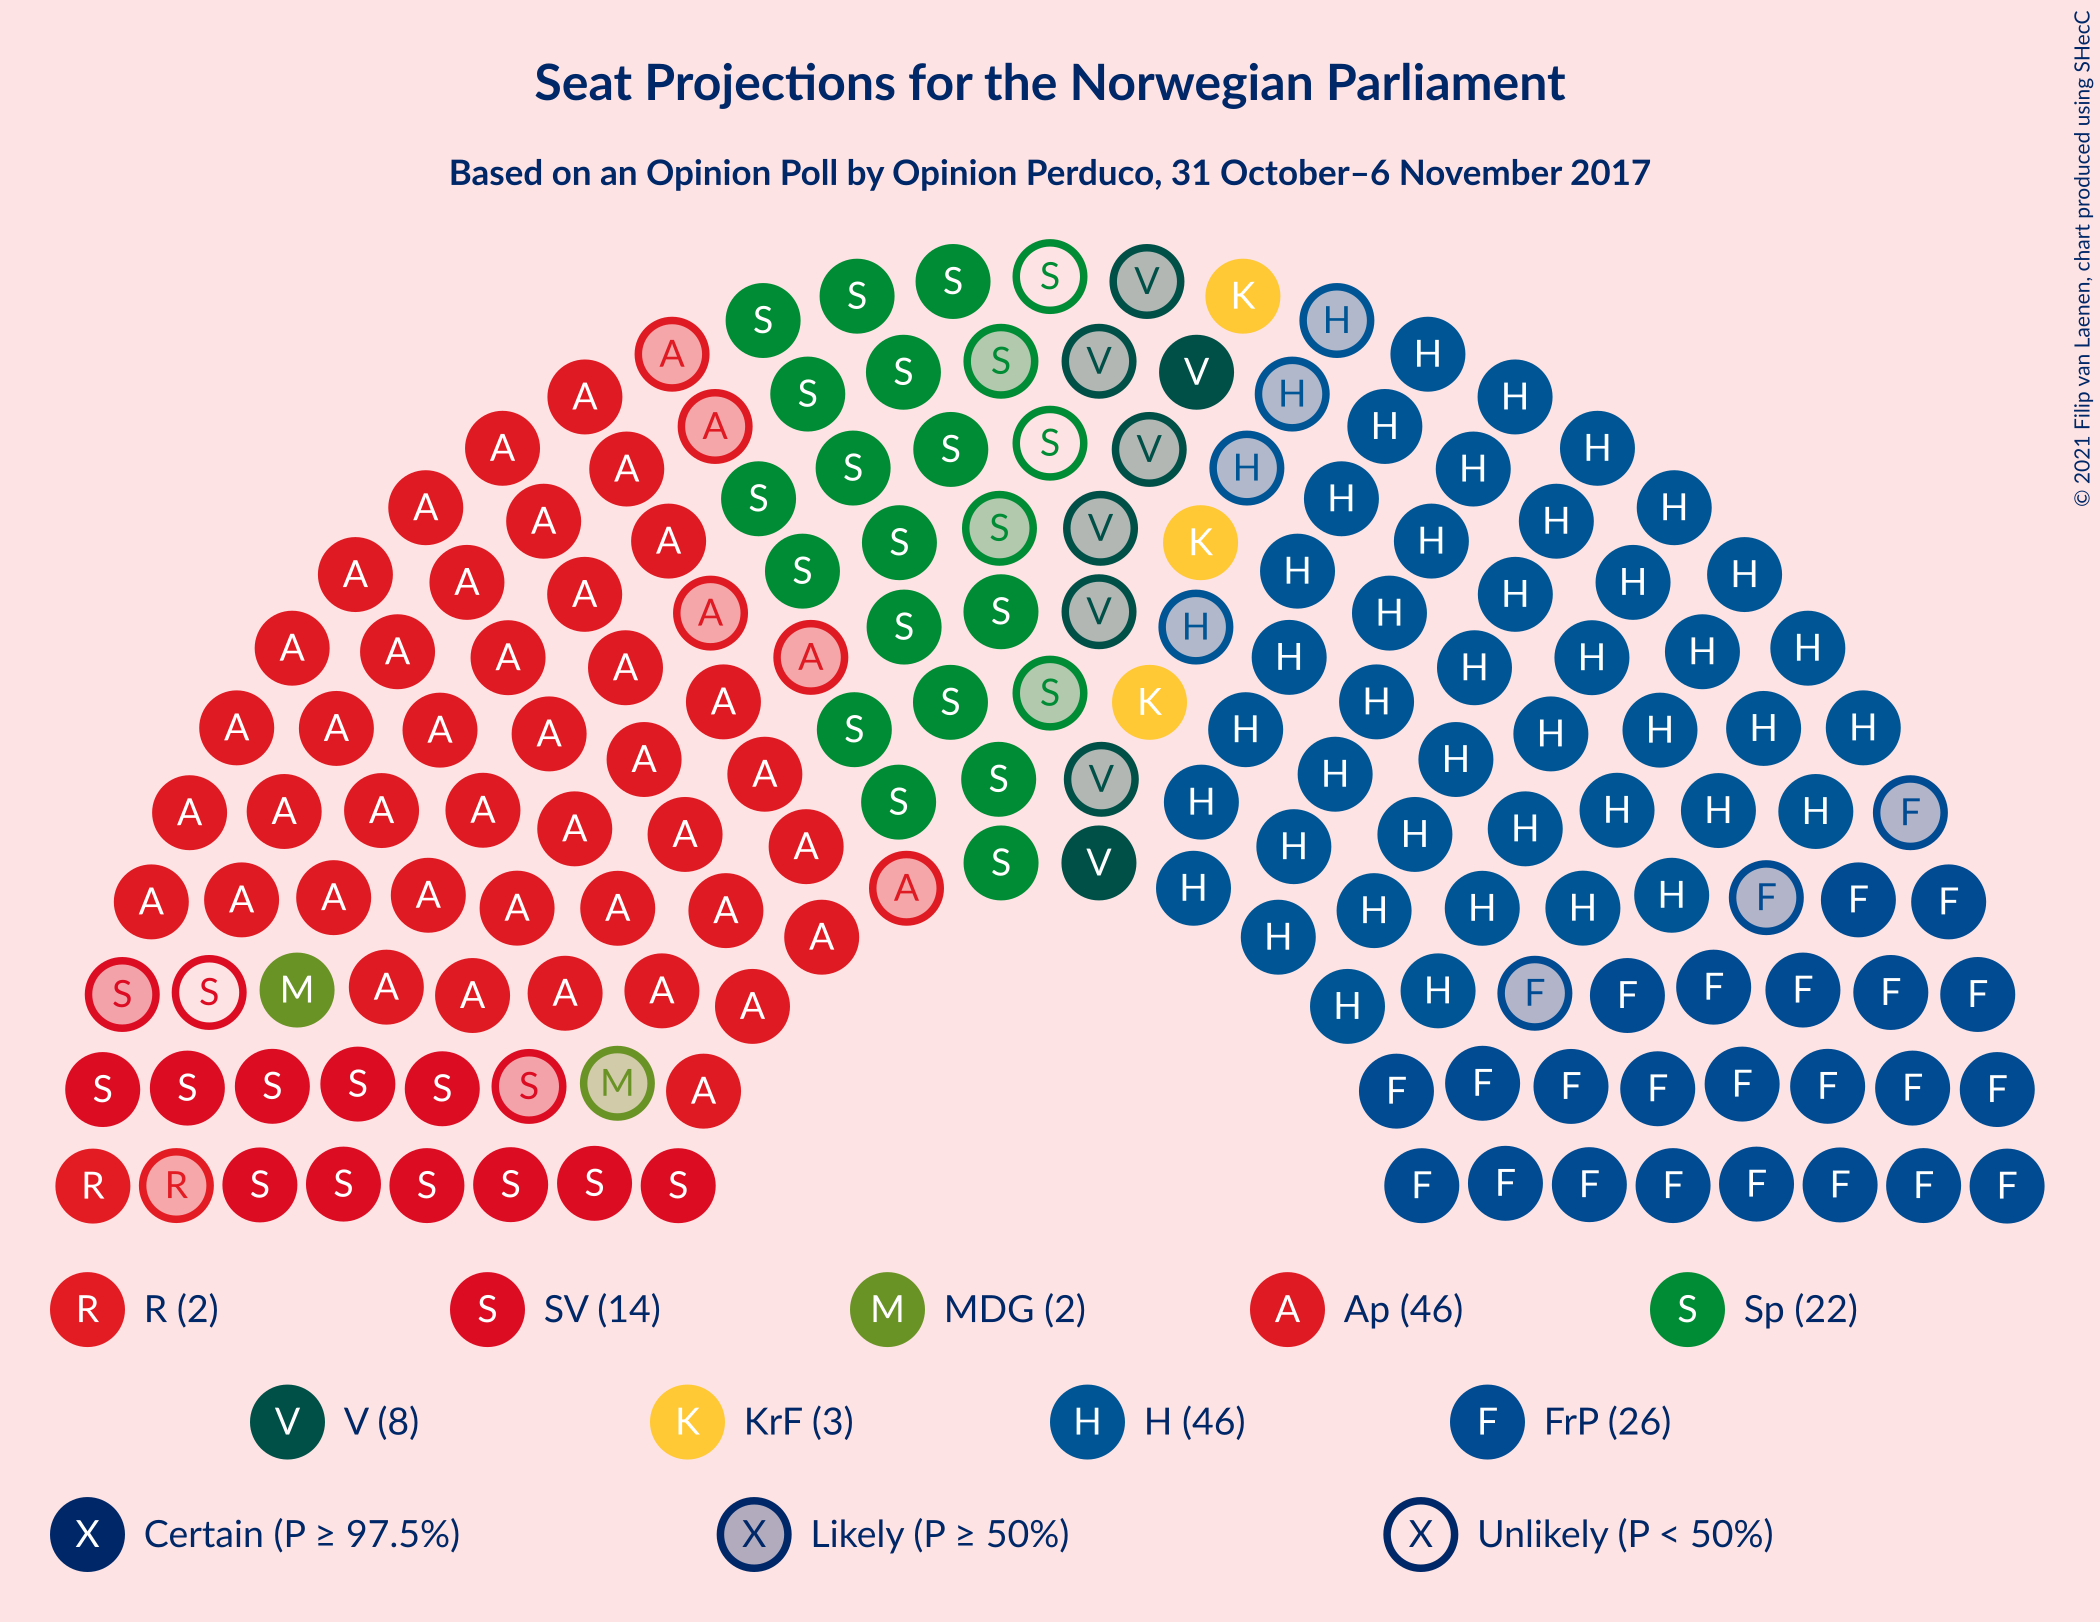 Seat Projections for the Norwegian Parliament
Based on an Opinion Poll by Opinion Perduco, 31 October–6 November 2017
© 2021 Filip van Laenen, chart produced using SHecC
S S S S V K H
A S S S V V H H
A A S S S V H H H
A A S S S V K H H H
A A A S S V H H H H
A A A A S S K H H H H
A A A A S S V H H H H
A A A A A S V H H H H H
A A A A A A H H H H H H
A A A A A A H H H H H H
A A A A A A A H H H H H H F
A A A A A A A A H H H H H F F F
S S M A A A A A H H F F F F F F
S S S S S S M A F F F F F F F F
R R S S S S S S F F F F F F F F
R R (2) S SV (14) M MDG (2) A Ap (46) S Sp (22)
V V (8) K KrF (3) H H (46) F FrP (26)
X Certain (P ≥ 97.5%) X Likely (P ≥ 50%) X Unlikely (P < 50%)